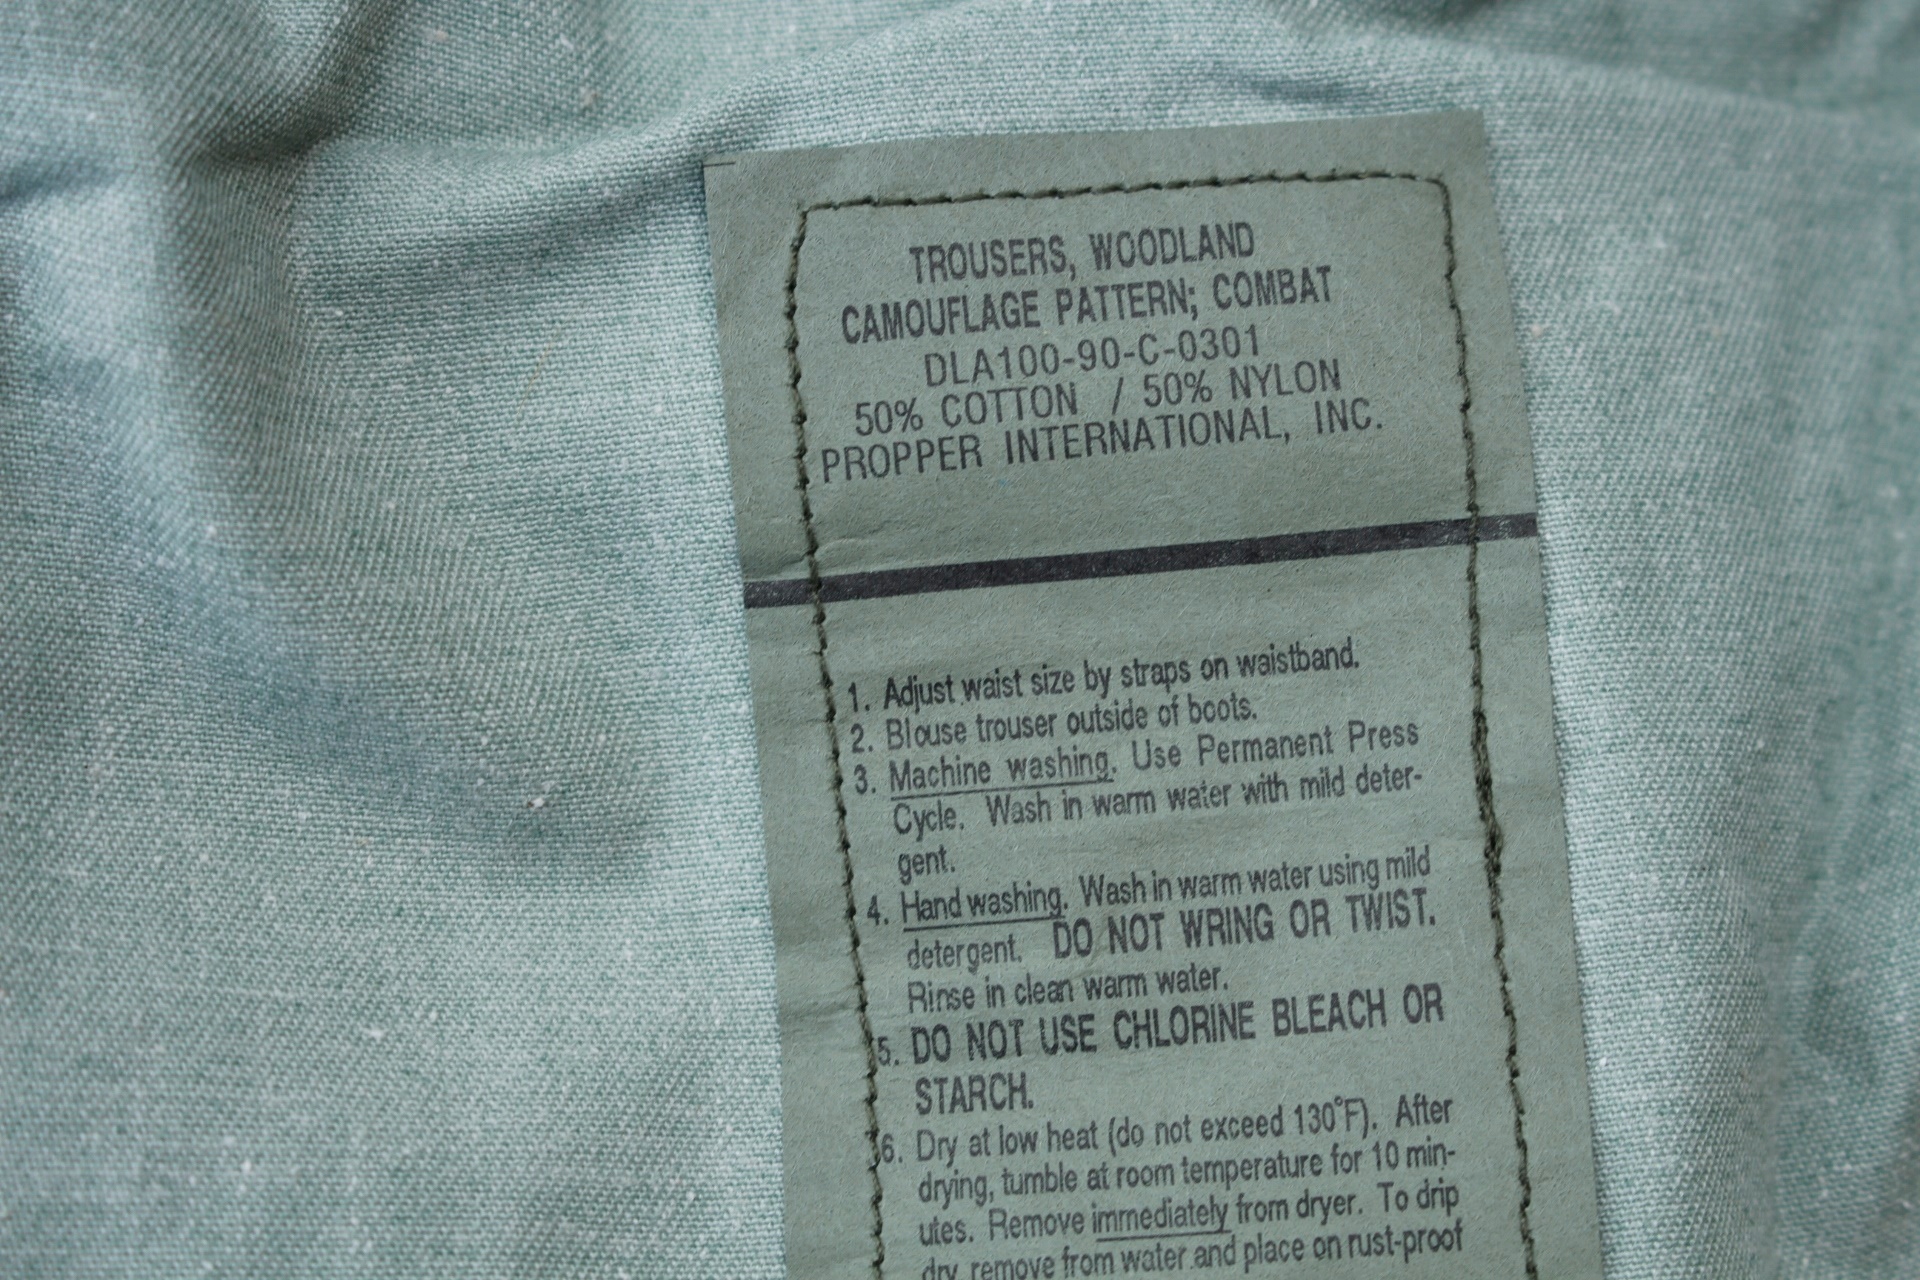 TROUSERS, WOODLAND
CAMOUFLAGE PATTERN; COMBAT
DLA100-90-C-0301
50% COTTON / 50% NYLON
PROPPER INTERNATIONAL, INC.
1. Adjust waist size by straps on waistband.
2. Blouse trouser outside of boots.
3. Machine washing. Use Permanent Press
Cycle. Wash in warm water with mild deter-
gent.
4. Hand washing. Wash in warm water using mild
detergent. DO NOT WRING OR TWIST.
Rinse in clean warm water.
5. DO NOT USE CHLORINE BLEACH OR
STARCH.
6. Dry at low heat (do not exceed 130°F). After
drying, tumble at room temperature for 10 min-
utes. Remove immediately from dryer. To drip
dry, remove from water and place on rust-proof